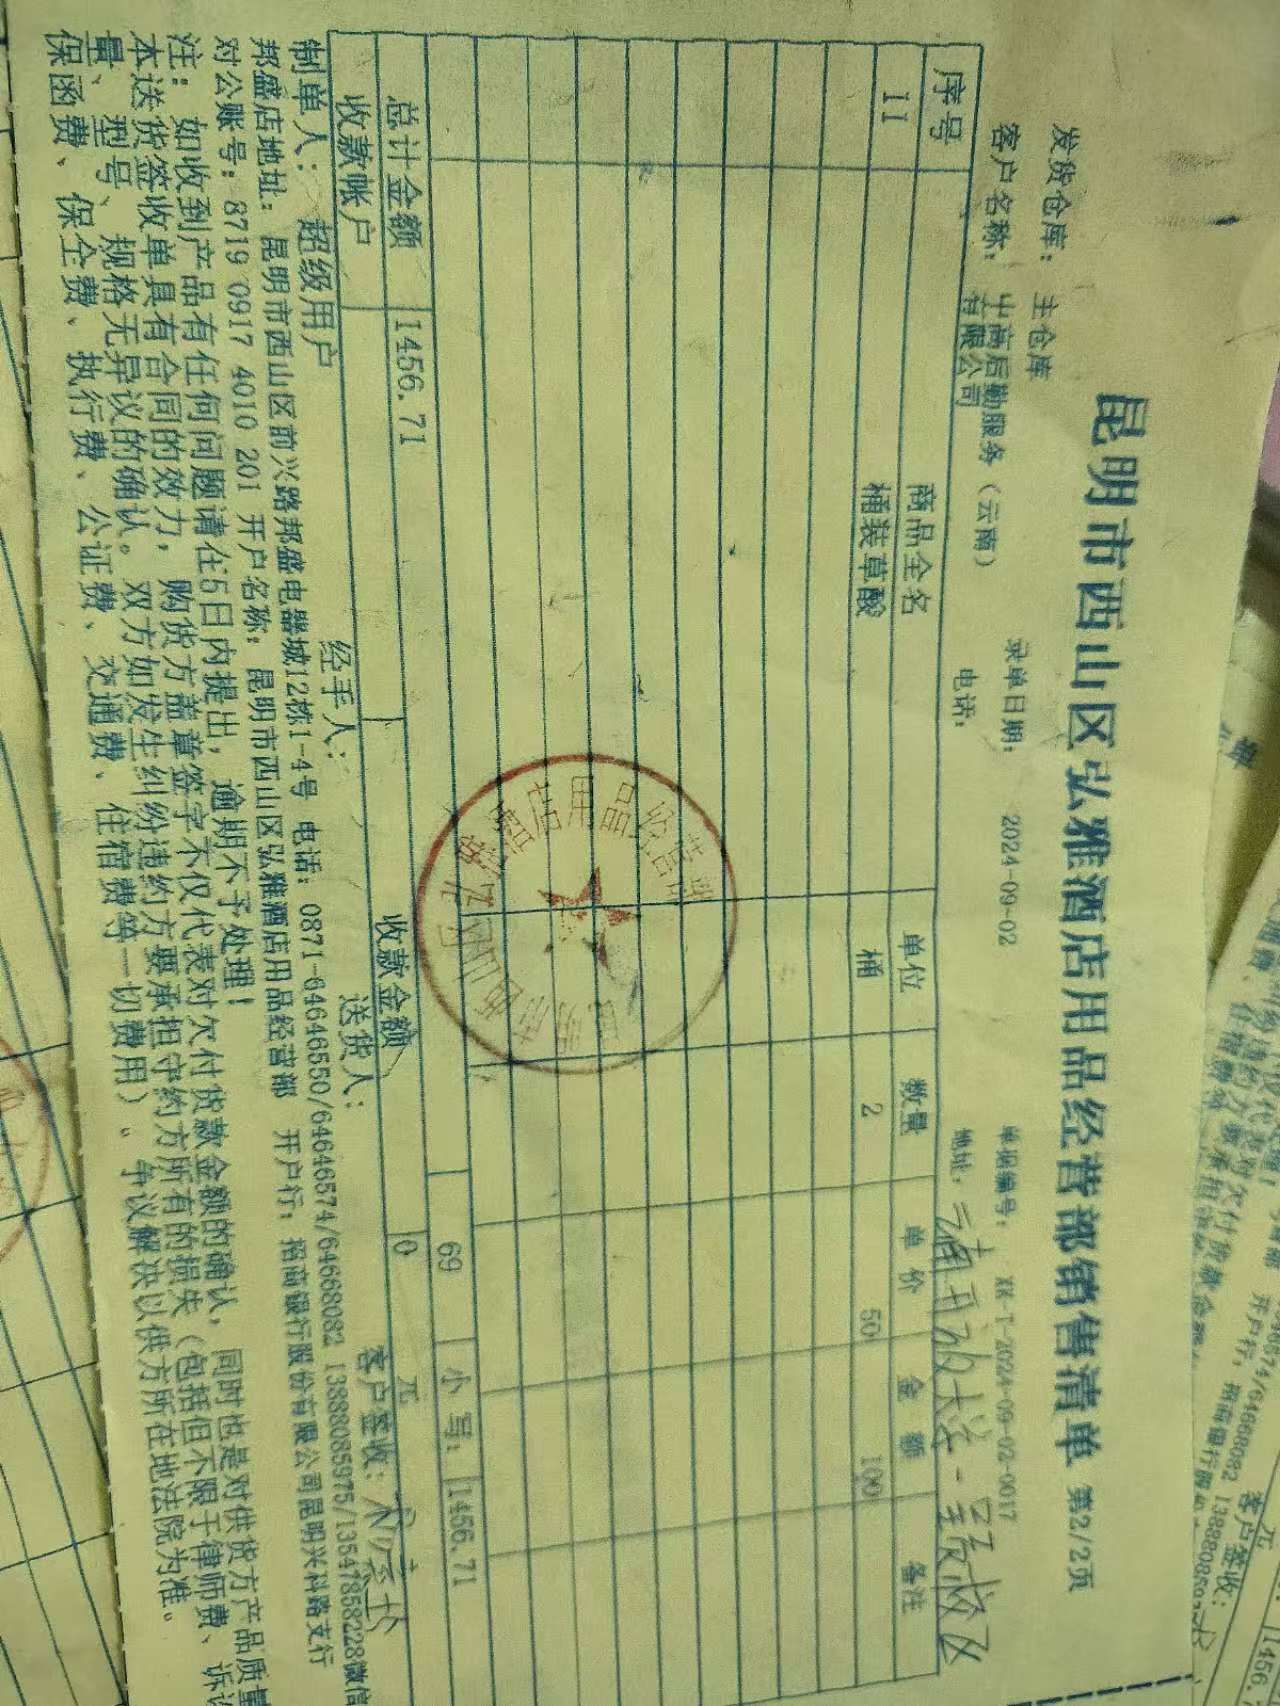 昆明市西山区弘雅酒店用品经营部销售清单 第2/2页
发货仓库: 主仓库 录单日期: 2024-09-02 单据编号: XX-T-2024-09-02-0017
客户名称: 中商后勤服务（云南）有限公司 电话: 地址: 云南开放大学
序号 商品全名 单位 数量 单价 金额 备注
11 桶装草酸 桶 2 50 100
69 小写: 1456.71
总计金额 1456.71 收款金额 0 元
收款帐户
制单人: 超级用户 经手人: 送货人: 客户签收:
邦盛店地址: 昆明市西山区前兴路邦盛电器城12栋1-4号 电话: 0871-64646550/64646574/64668082 13888085975/13547858228微信
对公账号: 8719 0917 4010 201 开户名称: 昆明市西山区弘雅酒店用品经营部 开户行: 招商银行股份有限公司昆明兴科路支行
注: 如收到产品有任何问题请在5日内提出, 逾期不予处理!
本送货签收单具有合同的效力, 购货方盖章签字不仅代表对欠付货款金额的确认, 同时也是对供货方产品质量
量、型号、规格无异议的确认。双方如发生纠纷违约方要承担守约方所有的损失（包括但不限于律师费、诉讼
保函费、保全费、执行费、公证费、交通费、住宿费等一切费用）。争议解决以供方所在地法院为准。